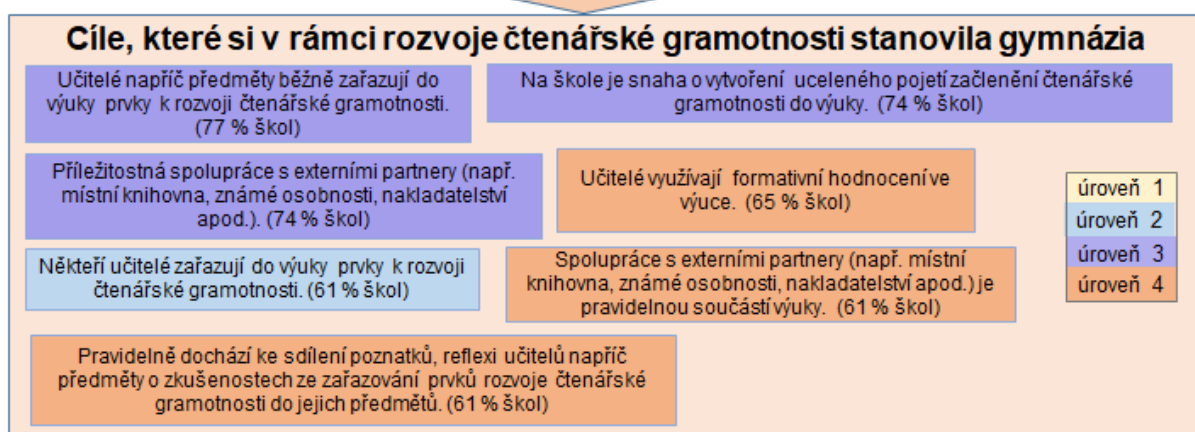 Cíle, které si v rámci rozvoje čtenářské gramotnosti stanovila gymnázia
Učitelé napříč předměty běžně zařazují do
výuky prvky k rozvoji čtenářské gramotnosti.
(77 % škol)
Na škole je snaha o vytvoření uceleného pojetí začlenění čtenářské
gramotnosti do výuky. (74 % škol)
Příležitostná spolupráce s externími partnery (např.
místní knihovna, známé osobnosti, nakladatelství
apod.). (74 % škol)
Učitelé využívají formativní hodnocení ve
výuce. (65 % škol)
Někteří učitelé zařazují do výuky prvky k rozvoji
čtenářské gramotnosti. (61 % škol)
Spolupráce s externími partnery (např. místní
knihovna, známé osobnosti, nakladatelství apod.) je
pravidelnou součástí výuky. (61 % škol)
Pravidelně dochází ke sdílení poznatků, reflexi učitelů napříč
předměty o zkušenostech ze zařazování prvků rozvoje čtenářské
gramotnosti do jejich předmětů. (61 % škol)
úroveň 1
úroveň 2
úroveň 3
úroveň 4